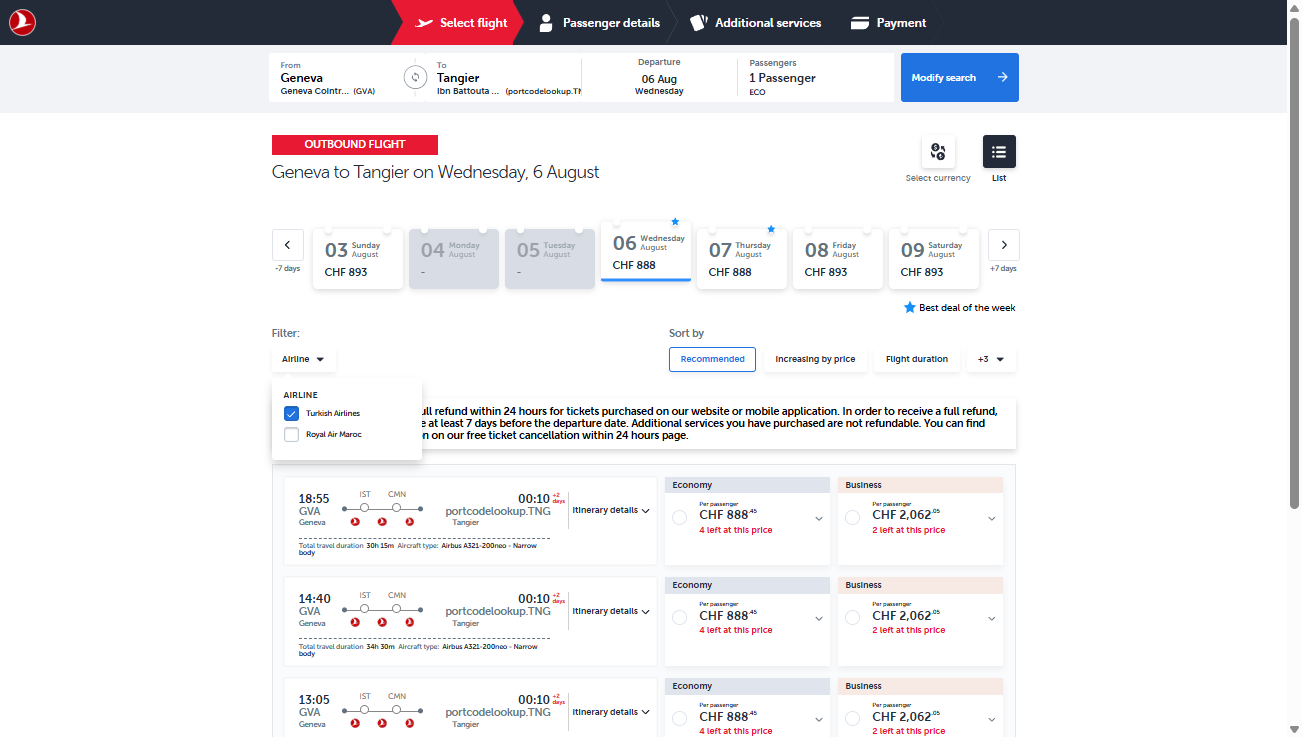 Select flight
Passenger details
Additional services
Payment
From
Geneva
Geneva Cointr... (GVA)
To
Tangier
Ibn Battouta ... (portcodelookup.TN
Departure
06 Aug
Wednesday
Passengers
1 Passenger
ECO
Modify search
OUTBOUND FLIGHT
Geneva to Tangier on Wednesday, 6 August
Select currency
List
-7 days
03 Sunday August
CHF 893
04 Monday August
-
05 Tuesday August
-
06 Wednesday August
CHF 888
07 Thursday August
CHF 888
08 Friday August
CHF 893
09 Saturday August
CHF 893
+7 days
Best deal of the week
Filter:
Sort by
Airline
Recommended
Increasing by price
Flight duration
+3
AIRLINE
Turkish Airlines
Royal Air Maroc
ull refund within 24 hours for tickets purchased on our website or mobile application. In order to receive a full refund,
e at least 7 days before the departure date. Additional services you have purchased are not refundable. You can find
on on our free ticket cancellation within 24 hours page.
18:55
GVA
Geneva
IST CMN
00:10 +2 days
portcodelookup.TNG
Tangier
Itinerary details
Total travel duration 30h 15m Aircraft type: Airbus A321-200neo - Narrow
body
Economy
Per passenger
CHF 888.45
4 left at this price
Business
Per passenger
CHF 2,062.05
2 left at this price
14:40
GVA
Geneva
IST CMN
00:10 +2 days
portcodelookup.TNG
Tangier
Itinerary details
Total travel duration 34h 30m Aircraft type: Airbus A321-200neo - Narrow
body
Economy
Per passenger
CHF 888.45
4 left at this price
Business
Per passenger
CHF 2,062.05
2 left at this price
13:05
GVA
Geneva
IST CMN
00:10 +2 days
portcodelookup.TNG
Tangier
Itinerary details
Economy
Per passenger
CHF 888.45
4 left at this price
Business
Per passenger
CHF 2,062.05
2 left at this price